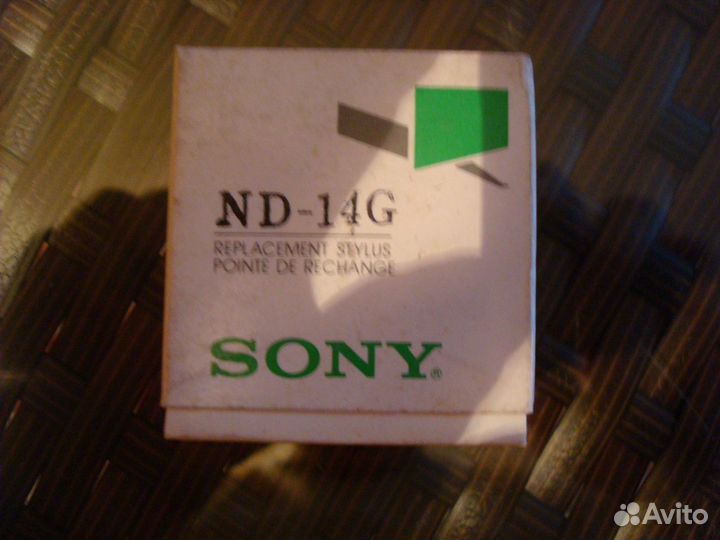 ND-14G
REPLACEMENT STYLUS
POINTE DE RECHANGE
SONY®
Avito